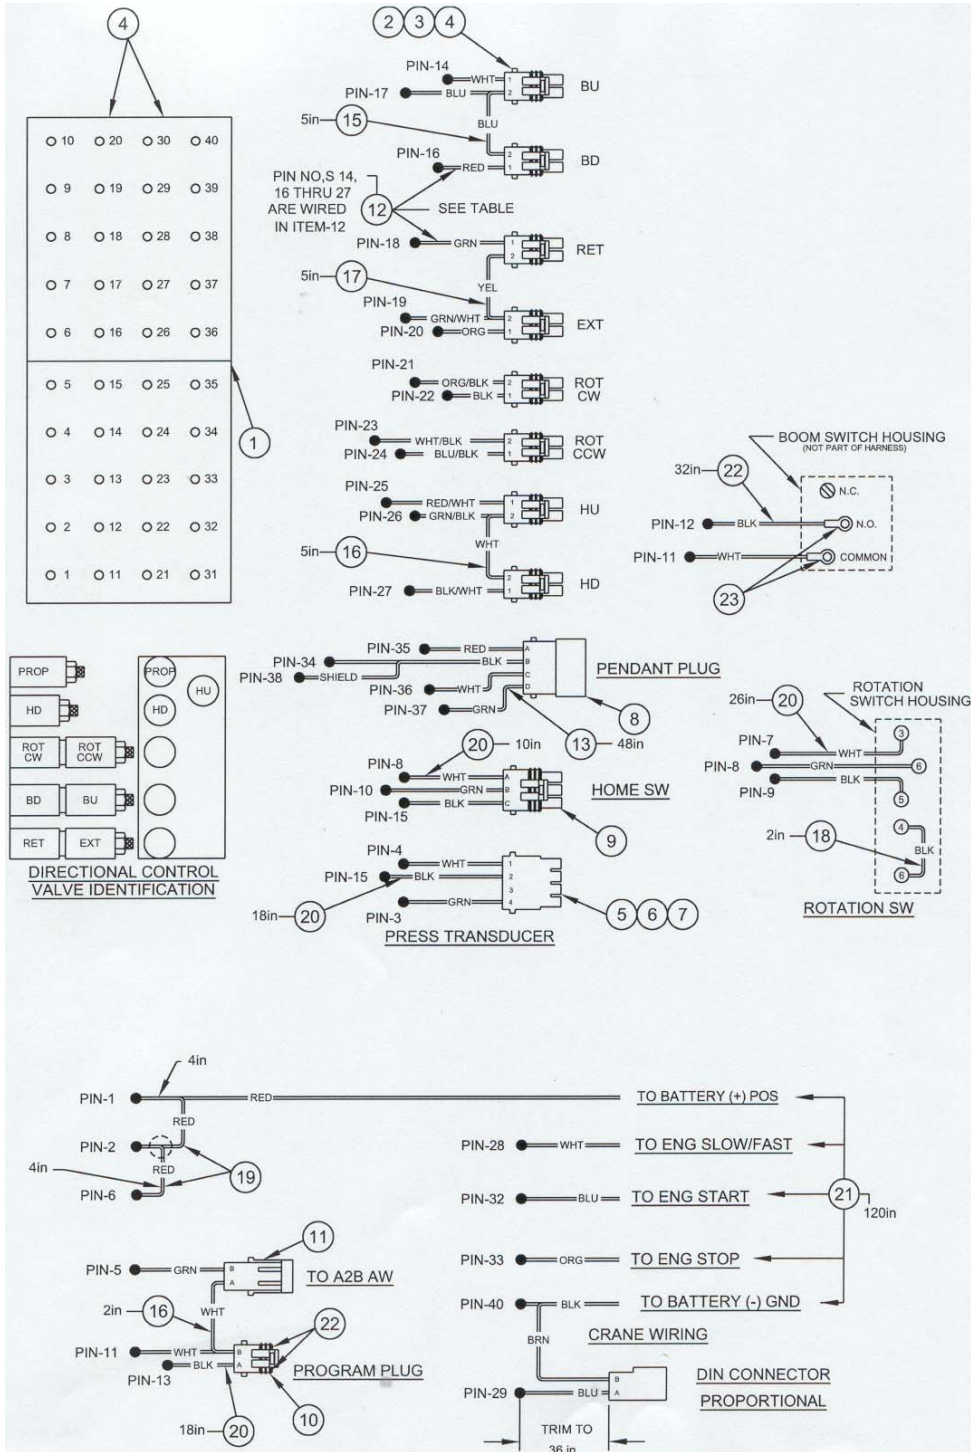 4
2 3 4
PIN-14 WHT 1
PIN-17 BLU 2 BU
BLU
5in 15
PIN-16 2 BD
RED 1
PIN NO,S 14,
16 THRU 27
ARE WIRED
IN ITEM-12
12 SEE TABLE
PIN-18 GRN 1 RET
2
5in 17
YEL
PIN-19
GRN/WHT 2
PIN-20 ORG 1 EXT
PIN-21
ORG/BLK 2 ROT
PIN-22 BLK 1 CW
PIN-23
WHT/BLK 2 ROT
PIN-24 BLU/BLK 1 CCW
PIN-25
RED/WHT 1 HU
PIN-26 GRN/BLK 2
WHT
5in 16
2 HD
PIN-27 BLK/WHT 1
10 20 30 40
9 19 29 39
8 18 28 38
7 17 27 37
6 16 26 36
5 15 25 35
4 14 24 34
3 13 23 33
2 12 22 32
1 11 21 31
1
BOOM SWITCH HOUSING
(NOT PART OF HARNESS)
32in 22
N.C.
PIN-12 BLK N.O.
PIN-11 WHT COMMON
23
PROP PROP
HU
HD HD
ROT ROT
CW CCW
BD BU
RET EXT
DIRECTIONAL CONTROL
VALVE IDENTIFICATION
PIN-35 RED A
PIN-34 BLK B
PIN-38 SHIELD
PIN-36 WHT C
PIN-37 GRN D
PENDANT PLUG
8
13 48in
20 10in
PIN-8 WHT A
PIN-10 GRN B
PIN-15 BLK C
HOME SW
9
PIN-4 WHT 1
PIN-15 BLK 2
3
PIN-3 GRN 4
18in 20
5 6 7
PRESS TRANSDUCER
26in 20
ROTATION
SWITCH HOUSING
PIN-7 WHT 3
PIN-8 GRN 6
PIN-9 BLK 5
4
2in 18
BLK
6
ROTATION SW
4in
PIN-1 RED TO BATTERY (+) POS
RED
PIN-2
4in RED
19
PIN-6
PIN-28 WHT TO ENG SLOW/FAST
PIN-32 BLU TO ENG START
21 120in
PIN-33 ORG TO ENG STOP
PIN-40 BLK TO BATTERY (-) GND
BRN
CRANE WIRING
11
PIN-5 GRN B
A
TO A2B AW
2in 16
WHT
22
PIN-11 WHT B
PIN-13 BLK A
PROGRAM PLUG
18in 20
10
B
PIN-29 BLU A
DIN CONNECTOR
PROPORTIONAL
TRIM TO
36 in